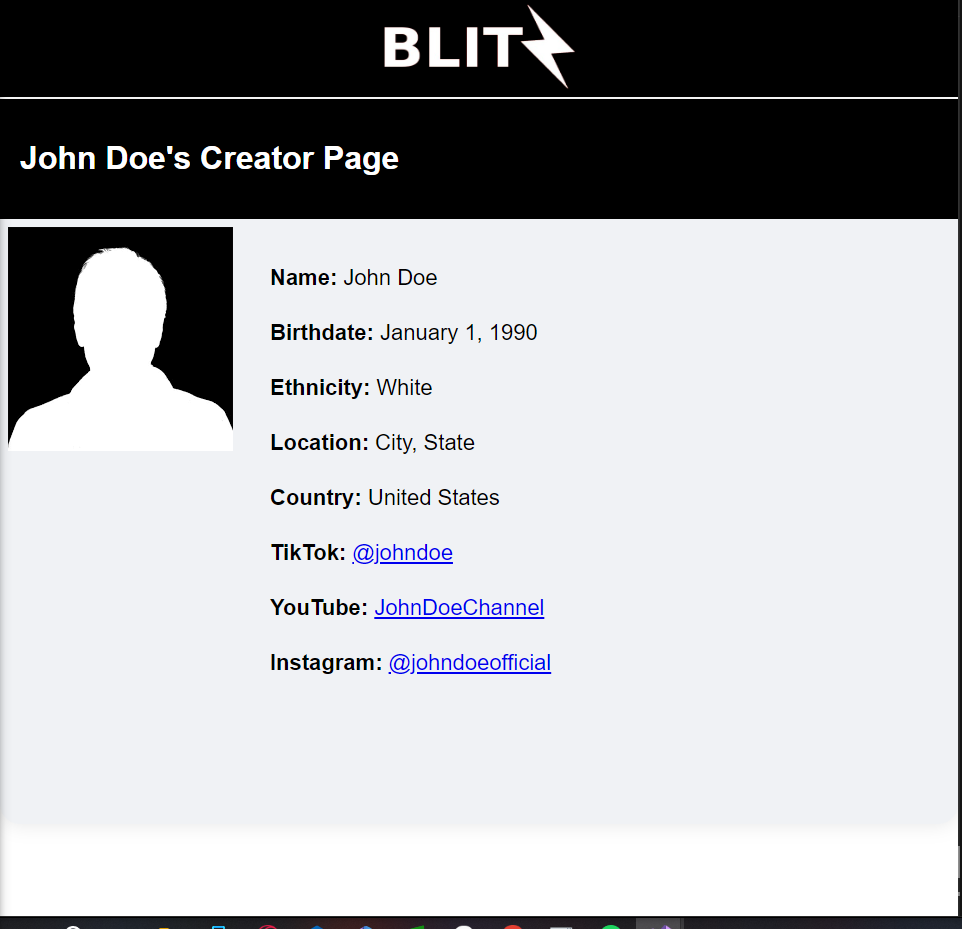 BLITZ
John Doe's Creator Page
Name: John Doe
Birthdate: January 1, 1990
Ethnicity: White
Location: City, State
Country: United States
TikTok: @johndoe
YouTube: JohnDoeChannel
Instagram: @johndoeofficial